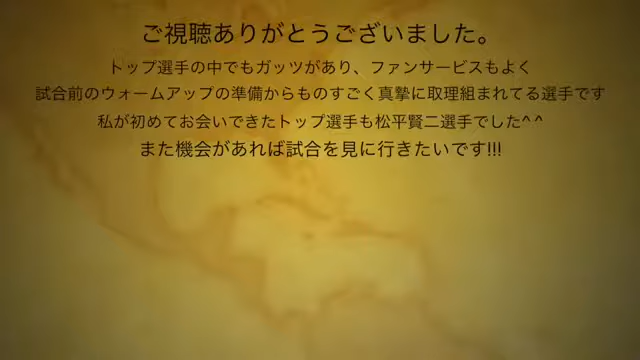 ご視聴ありがとうございました。
トップ選手の中でもガッツがあり、ファンサービスもよく
試合前のウォームアップの準備からものすごく真摯に取理組まれてる選手です
私が初めてお会いできたトップ選手も松平賢二選手でした^ ^
また機会があれば試合を見に行きたいです!!!